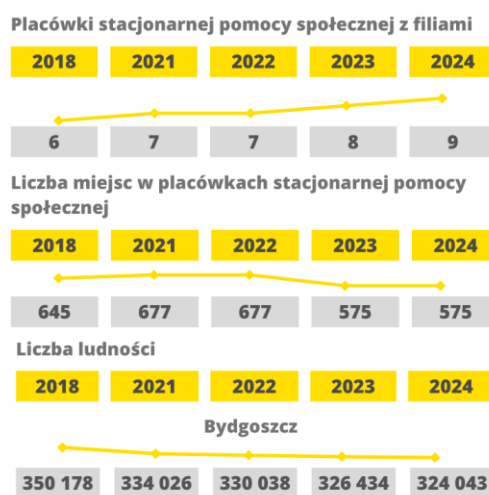 Placówki stacjonarnej pomocy społecznej z filiami
2018 2021 2022 2023 2024
6 7 7 8 9
Liczba miejsc w placówkach stacjonarnej pomocy
społecznej
2018 2021 2022 2023 2024
645 677 677 575 575
Liczba ludności
2018 2021 2022 2023 2024
Bydgoszcz
350 178 334 026 330 038 326 434 324 043